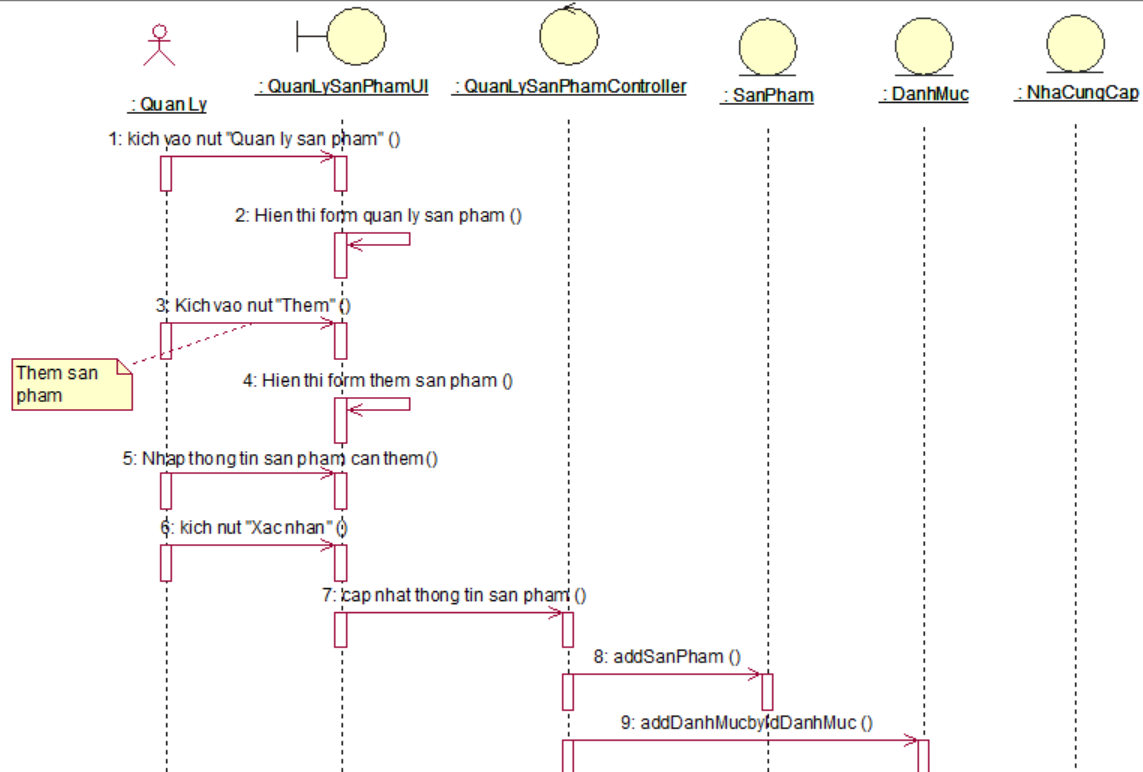 : Quan Ly
: QuanLySanPhamUI
: QuanLySanPhamController
: SanPham
: DanhMuc
: NhaCungCap
1: kich vao nut "Quan ly san pham" ()
2: Hien thi form quan ly san pham ()
3: Kich vao nut "Them" ()
Them san
pham
4: Hien thi form them san pham ()
5: Nhap thong tin san pham can them ()
6: kich nut "Xac nhan" ()
7: cap nhat thong tin san pham ()
8: addSanPham ()
9: addDanhMucbyIdDanhMuc ()